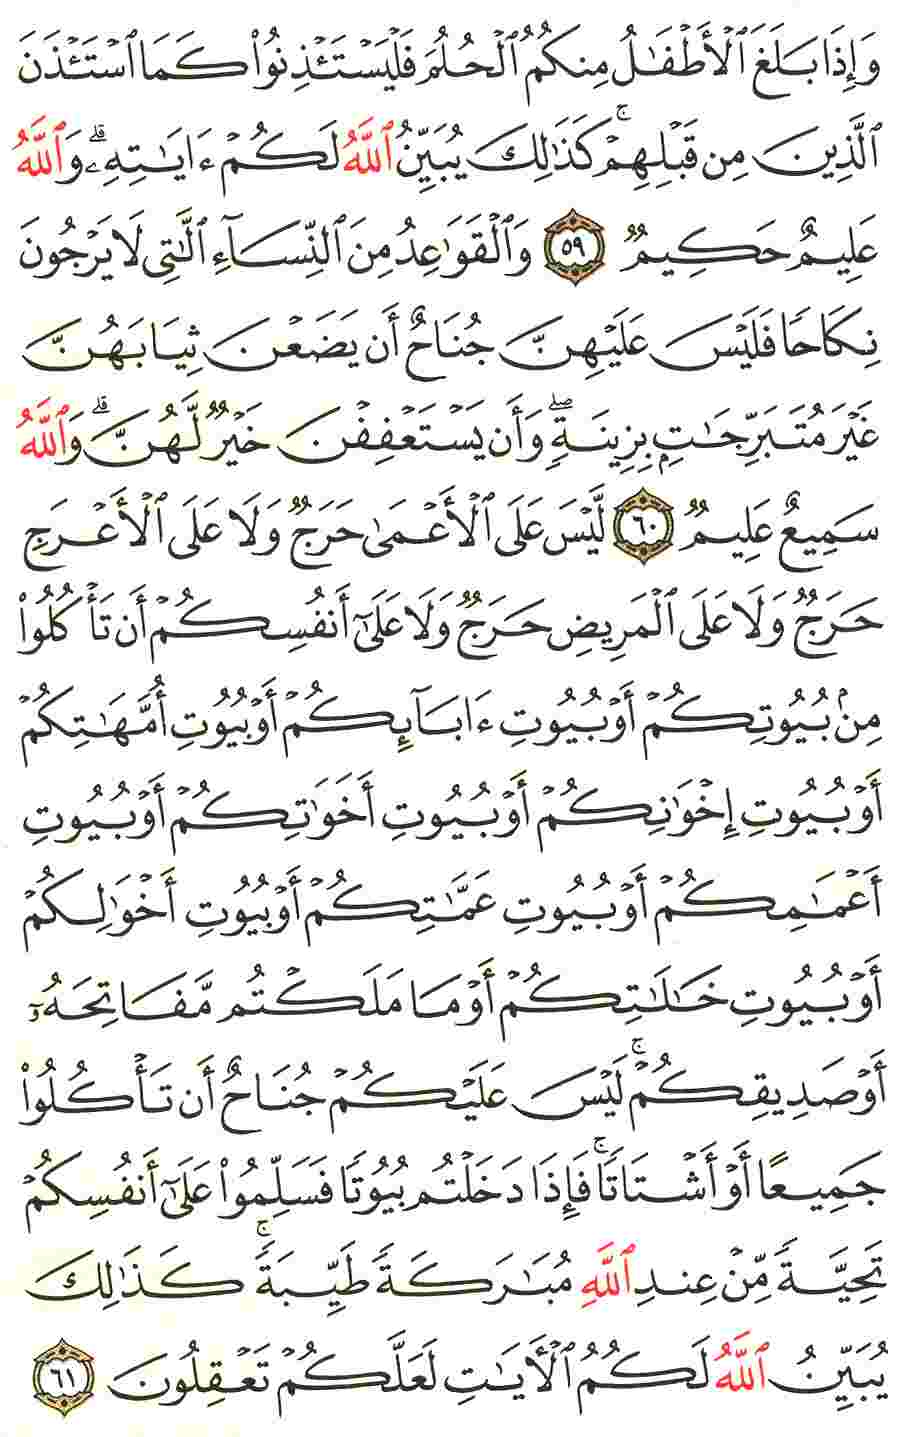 وَإِذَا بَلَغَ ٱلْأَطْفَٰلُ مِنكُمُ ٱلْحُلُمَ فَلْيَسْتَـْٔذِنُوا۟ كَمَا ٱسْتَـْٔذَنَ
ٱلَّذِينَ مِن قَبْلِهِمْ ۚ كَذَٰلِكَ يُبَيِّنُ ٱللَّهُ لَكُمْ ءَايَٰتِهِۦ ۗ وَٱللَّهُ
عَلِيمٌ حَكِيمٌ ٥٩ وَٱلْقَوَٰعِدُ مِنَ ٱلنِّسَآءِ ٱلَّٰتِى لَا يَرْجُونَ
نِكَاحًا فَلَيْسَ عَلَيْهِنَّ جُنَاحٌ أَن يَضَعْنَ ثِيَابَهُنَّ
غَيْرَ مُتَبَرِّجَٰتٍۭ بِزِينَةٍ ۖ وَأَن يَسْتَعْفِفْنَ خَيْرٌ لَّهُنَّ ۗ وَٱللَّهُ
سَمِيعٌ عَلِيمٌ ٦٠ لَّيْسَ عَلَى ٱلْأَعْمَىٰ حَرَجٌ وَلَا عَلَى ٱلْأَعْرَجِ
حَرَجٌ وَلَا عَلَى ٱلْمَرِيضِ حَرَجٌ وَلَا عَلَىٰٓ أَنفُسِكُمْ أَن تَأْكُلُوا۟
مِنۢ بُيُوتِكُمْ أَوْ بُيُوتِ ءَابَآئِكُمْ أَوْ بُيُوتِ أُمَّهَٰتِكُمْ
أَوْ بُيُوتِ إِخْوَٰنِكُمْ أَوْ بُيُوتِ أَخَوَٰتِكُمْ أَوْ بُيُوتِ
أَعْمَٰمِكُمْ أَوْ بُيُوتِ عَمَّٰتِكُمْ أَوْ بُيُوتِ أَخْوَٰلِكُمْ
أَوْ بُيُوتِ خَٰلَٰتِكُمْ أَوْ مَا مَلَكْتُم مَّفَاتِحَهُۥٓ
أَوْ صَدِيقِكُمْ ۚ لَيْسَ عَلَيْكُمْ جُنَاحٌ أَن تَأْكُلُوا۟
جَمِيعًا أَوْ أَشْتَاتًا ۚ فَإِذَا دَخَلْتُم بُيُوتًا فَسَلِّمُوا۟ عَلَىٰٓ أَنفُسِكُمْ
تَحِيَّةً مِّنْ عِندِ ٱللَّهِ مُبَٰرَكَةً طَيِّبَةً ۚ كَذَٰلِكَ
يُبَيِّنُ ٱللَّهُ لَكُمُ ٱلْءَايَٰتِ لَعَلَّكُمْ تَعْقِلُونَ ٦١